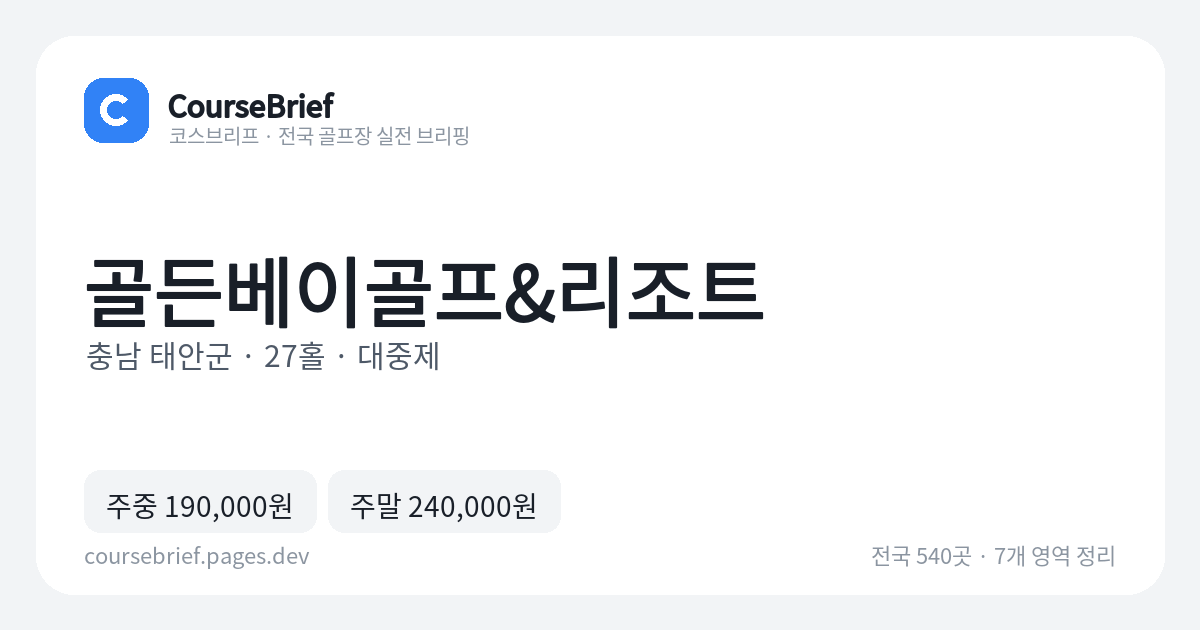 C
CourseBrief
코스브리프 · 전국 골프장 실전 브리핑
골든베이골프&리조트
충남 태안군 · 27홀 · 대중제
주중 190,000원 주말 240,000원
coursebrief.pages.dev 전국 540곳 · 7개 영역 정리